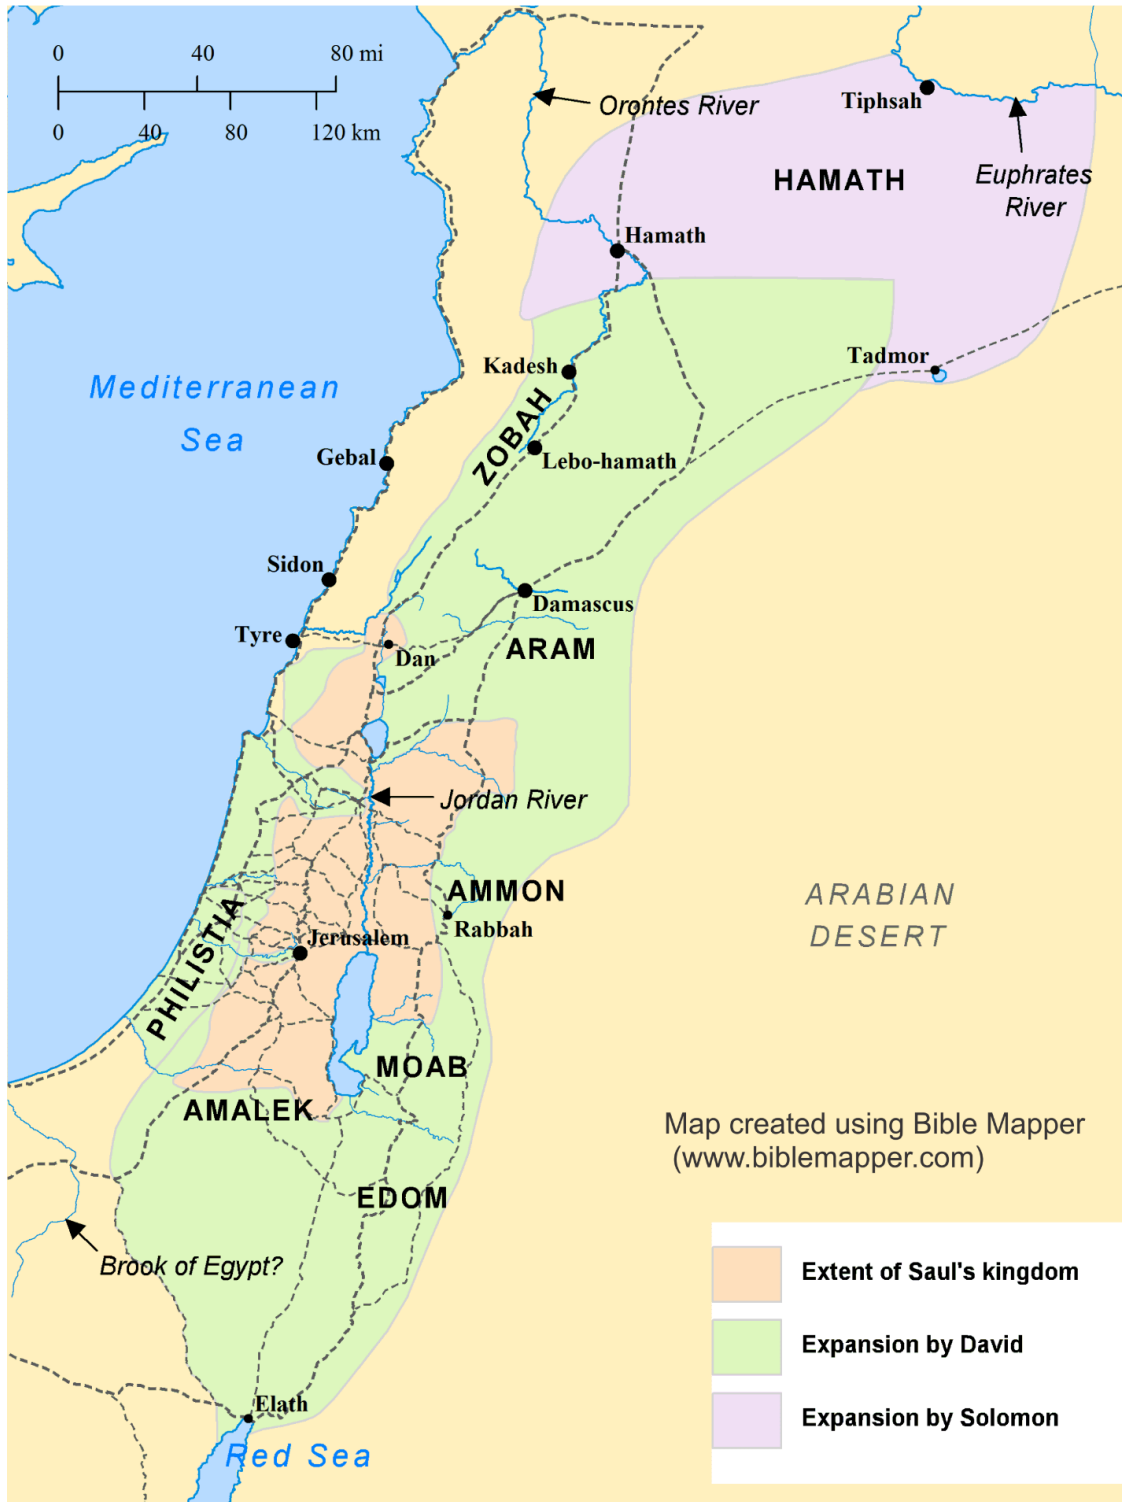 0 40 80 mi
0 40 80 120 km
Orontes River
Tiphsah
HAMATH
Euphrates
River
Hamath
Kadesh
Tadmor
Mediterranean
Sea
ZOBAH
Gebal
Lebo-hamath
Sidon
Damascus
Tyre
ARAM
Dan
Jordan River
AMMON
ARABIAN
DESERT
Rabbah
PHILISTIA
Jerusalem
MOAB
AMALEK
Map created using Bible Mapper
(www.biblemapper.com)
EDOM
Brook of Egypt?
Extent of Saul's kingdom
Expansion by David
Expansion by Solomon
Elath
Red Sea